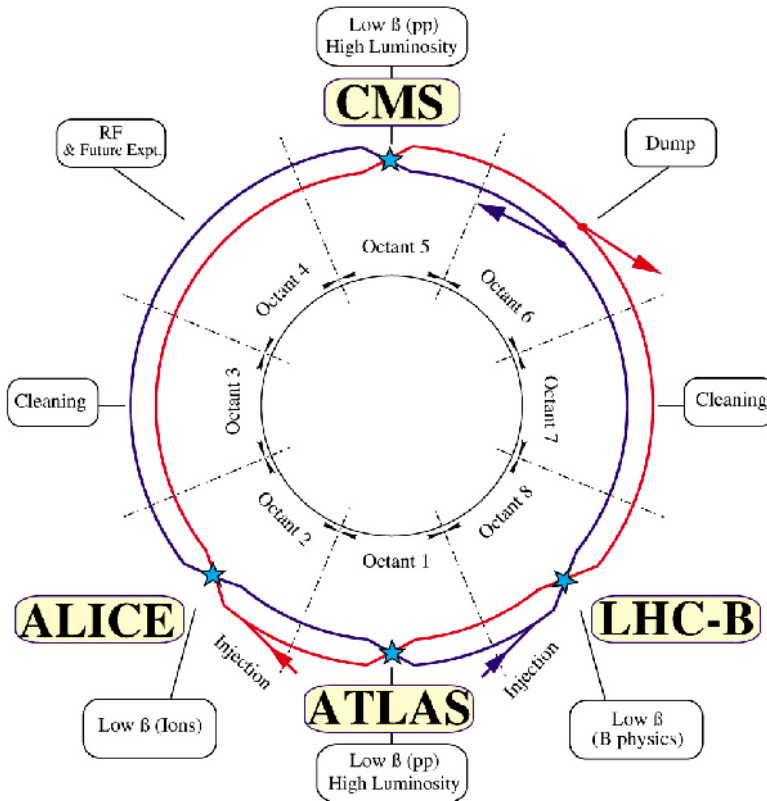 Low ß (pp)
High Luminosity
CMS
RF
& Future Expt.
Dump
Octant 5
Octant 4
Octant 6
Cleaning
Octant 3
Octant 7
Cleaning
Octant 2
Octant 8
Octant 1
ALICE
LHC-B
Injection
Injection
ATLAS
Low ß (Ions)
Low ß
(B physics)
Low ß (pp)
High Luminosity